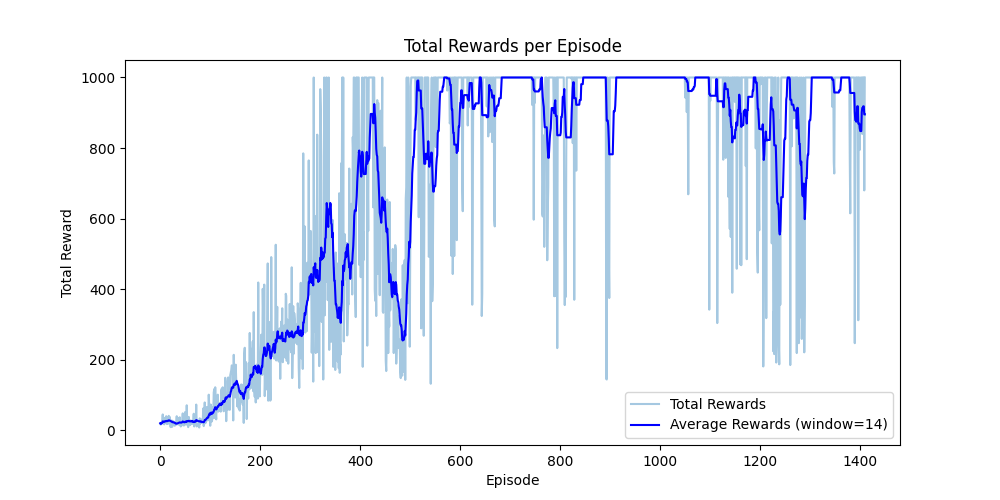 Total Rewards per Episode
Total Reward
1000
800
600
400
200
0
Total Rewards
Average Rewards (window=14)
0 200 400 600 800 1000 1200 1400
Episode